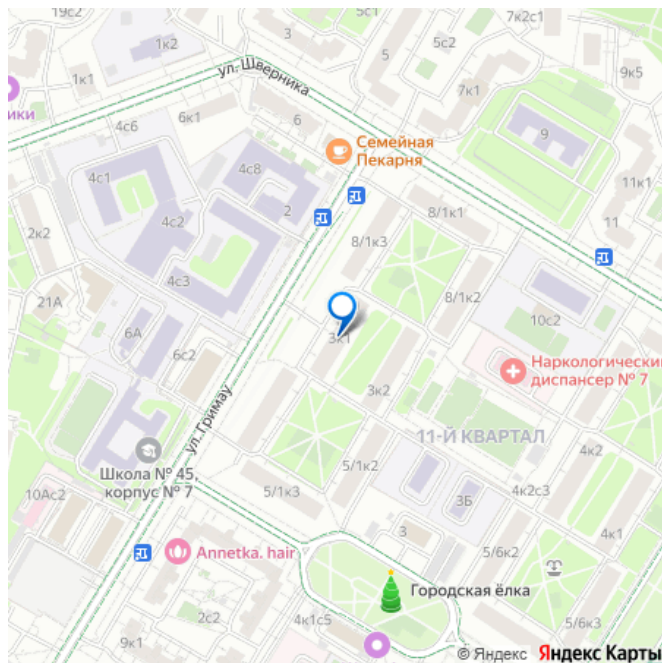 19с2
1к2
3
5
5с2
7к2с1
1к1
ул. Шверника
7к1
9к5
ики
6к1
6
4с6
Семейная
Пекарня
9
4с1
4с8
11к1
2
4с2
8/1к1
11
2к2
8/1к3
4с3
8/1к2
21А
10с2
6А
3к1
6с2
Наркологический
диспансер № 7
3к2
ул. Гримау
11-Й КВАРТАЛ
4к2
Школа № 45,
корпус № 7
5/1к2
5/1к3
3Б
4к2с3
10Ас2
3
4к1
5/6к2
Annetka. hair
Городская ёлка
2с2
4к1с5
5/6к3
9к1
© Яндекс Яндекс Карты